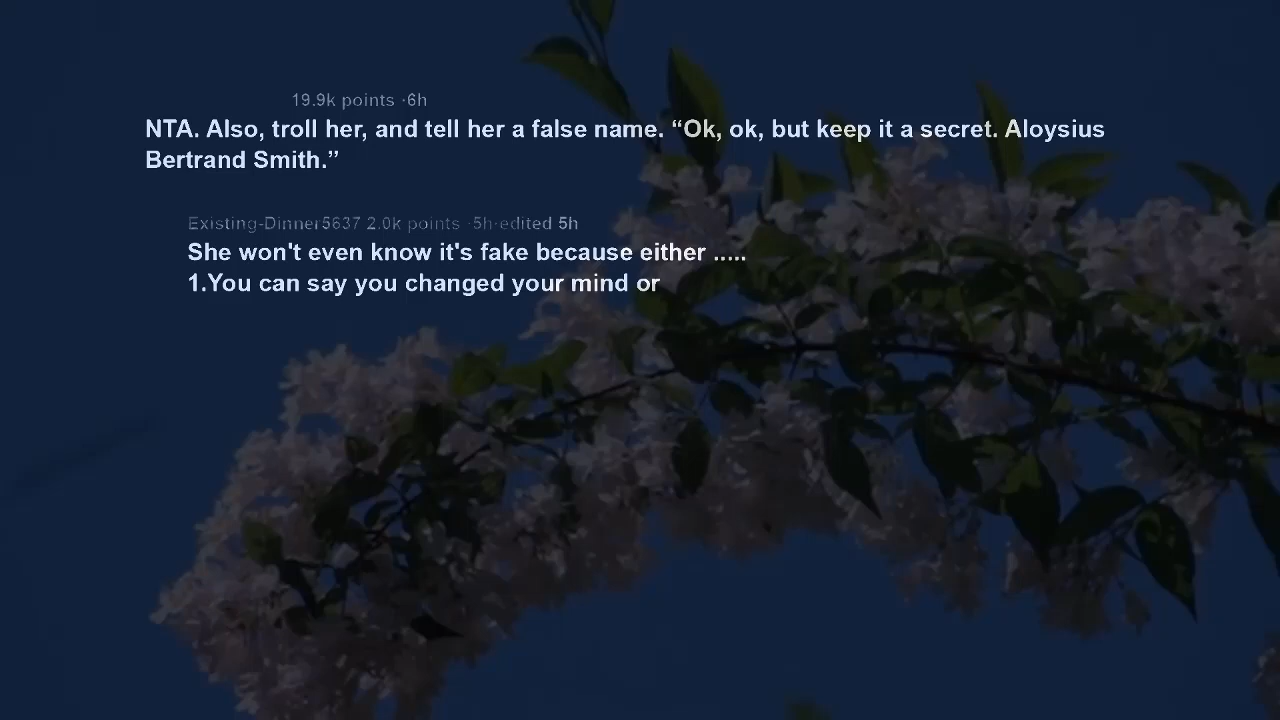 19.9k points ·6h
NTA. Also, troll her, and tell her a false name. “Ok, ok, but keep it a secret. Aloysius
Bertrand Smith.”
Existing-Dinner5637 2.0k points ·5h·edited 5h
She won't even know it's fake because either .....
1.You can say you changed your mind or